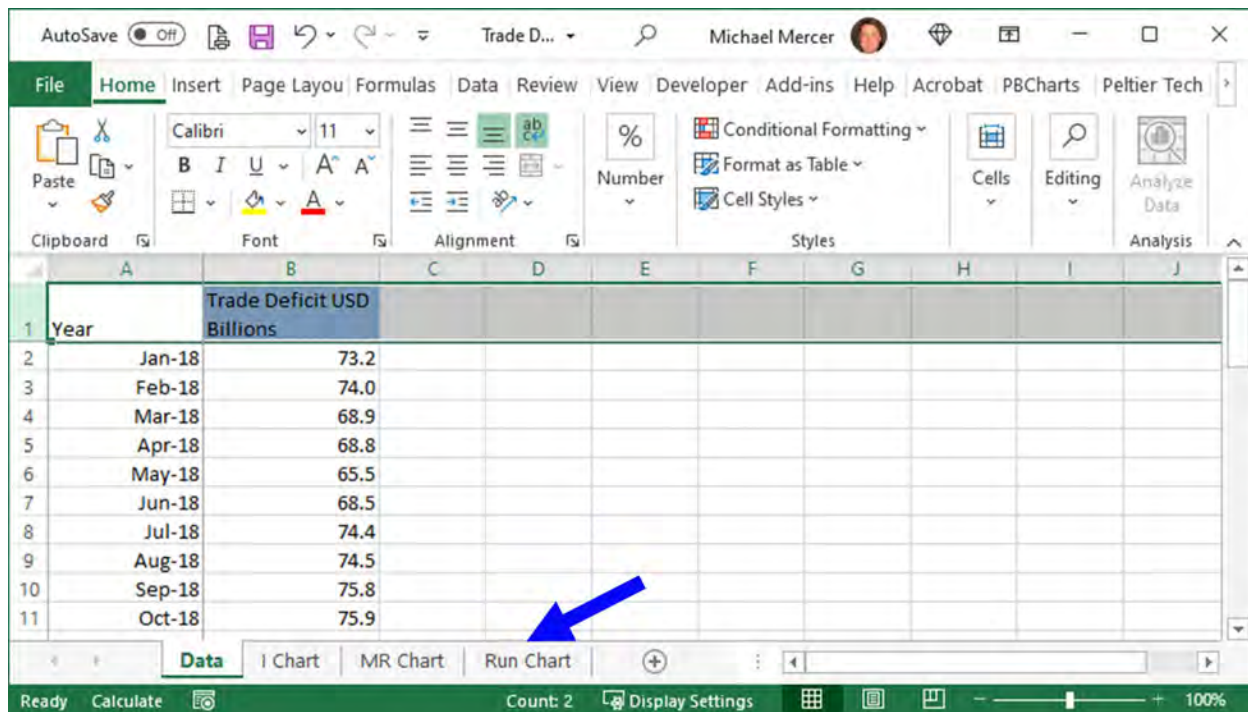 AutoSave Off Trade D... Michael Mercer
File Home Insert Page Layou Formulas Data Review View Developer Add-ins Help Acrobat PBCharts Peltier Tech
Calibri 11 ab Conditional Formatting
B I U A A % Format as Table
Paste Number Cell Styles Cells Editing Analyze
A Data
Clipboard Font Alignment Styles Analysis
A B C D E F G H I J
Trade Deficit USD
1 Year Billions
2 Jan-18 73.2
3 Feb-18 74.0
4 Mar-18 68.9
5 Apr-18 68.8
6 May-18 65.5
7 Jun-18 68.5
8 Jul-18 74.4
9 Aug-18 74.5
10 Sep-18 75.8
11 Oct-18 75.9
Data I Chart MR Chart Run Chart
Ready Calculate Count: 2 Display Settings 100%